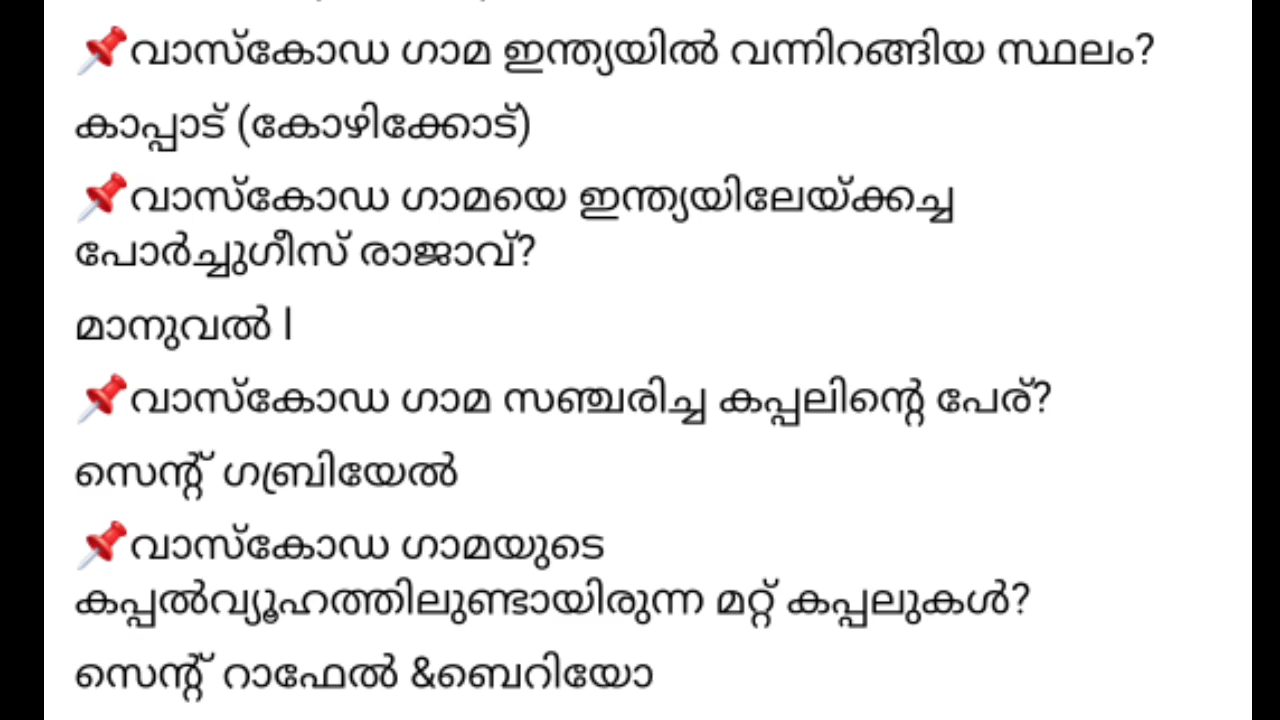 📌വാസ്കോഡ ഗാമ ഇന്ത്യയിൽ വന്നിറങ്ങിയ സ്ഥലം?
കാപ്പാട് (കോഴിക്കോട്)
📌വാസ്കോഡ ഗാമയെ ഇന്ത്യയിലേയ്ക്കച്ച
പോർച്ചുഗീസ് രാജാവ്?
മാനുവൽ I
📌വാസ്കോഡ ഗാമ സഞ്ചരിച്ച കപ്പലിന്റെ പേര്?
സെന്റ് ഗബ്രിയേൽ
📌വാസ്കോഡ ഗാമയുടെ
കപ്പൽവ്യൂഹത്തിലുണ്ടായിരുന്ന മറ്റ് കപ്പലുകൾ?
സെന്റ് റാഫേൽ &ബെറിയോ